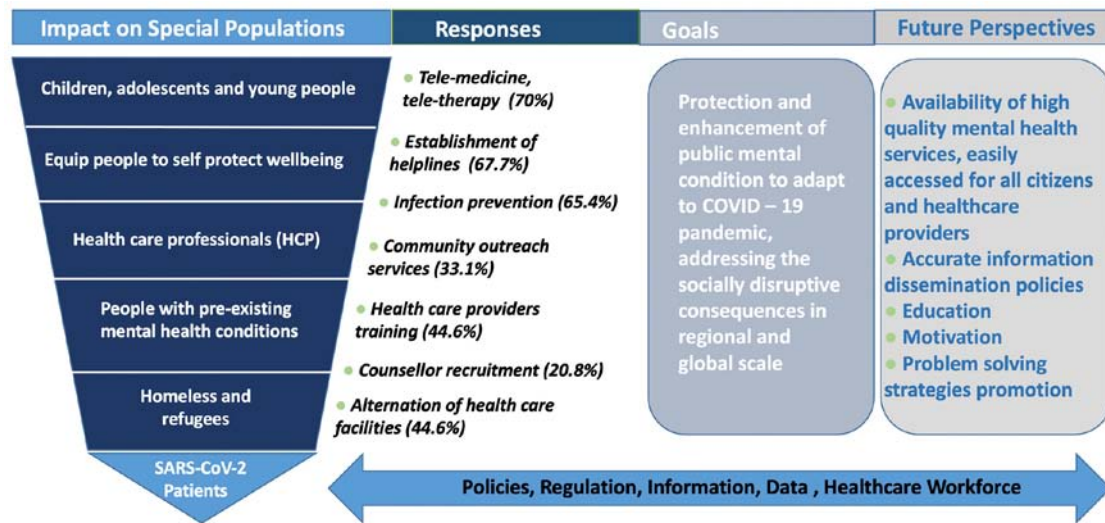 Impact on Special Populations
Children, adolescents and young people
Equip people to self protect wellbeing
Health care professionals (HCP)
People with pre-existing
mental health conditions
Homeless and
refugees
SARS-CoV-2
Patients
Responses
Tele-medicine,
tele-therapy (70%)
Establishment of
helplines (67.7%)
Infection prevention (65.4%)
Community outreach
services (33.1%)
Health care providers
training (44.6%)
Counsellor recruitment (20.8%)
Alternation of health care
facilities (44.6%)
Goals
Protection and
enhancement of
public mental
condition to adapt
to COVID – 19
pandemic,
addressing the
socially disruptive
consequences in
regional and
global scale
Future Perspectives
Availability of high
quality mental health
services, easily
accessed for all citizens
and healthcare
providers
Accurate information
dissemination policies
Education
Motivation
Problem solving
strategies promotion
Policies, Regulation, Information, Data , Healthcare Workforce